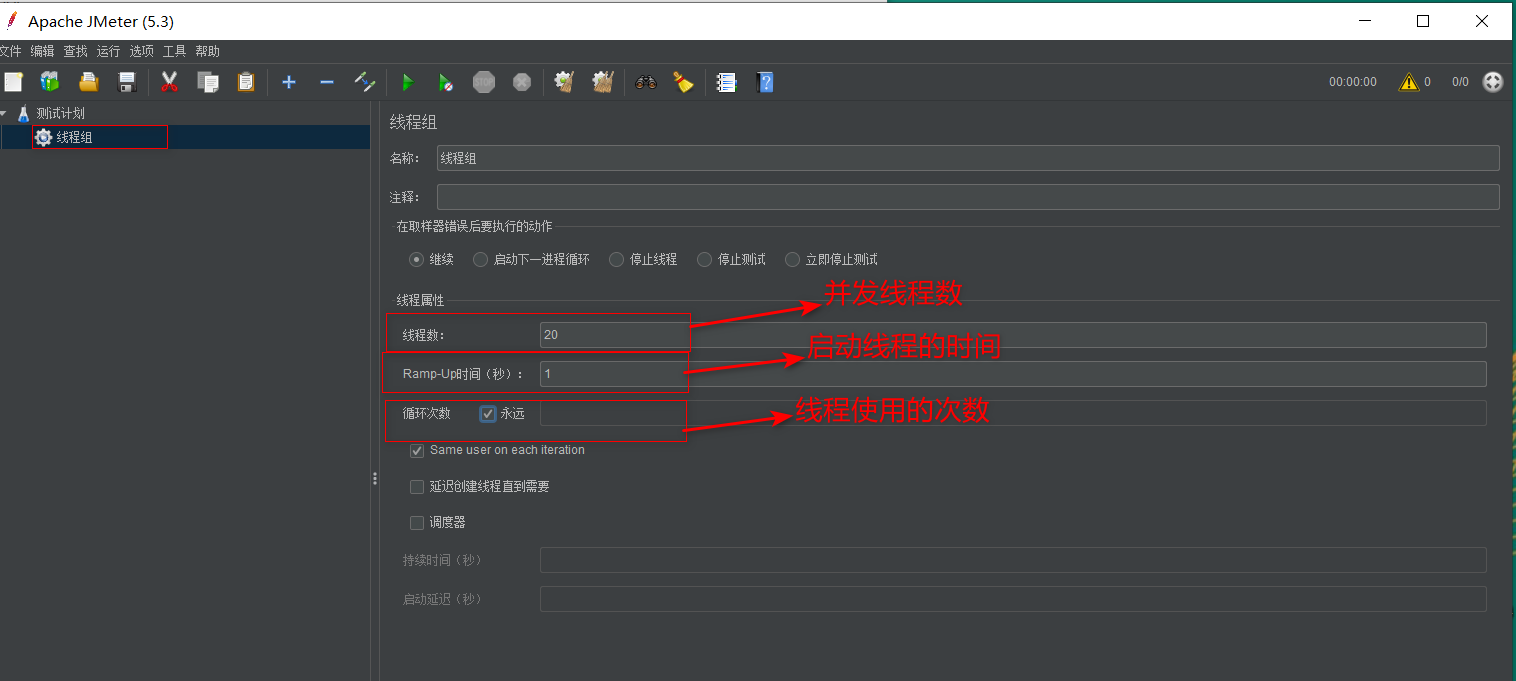 Apache JMeter (5.3)
文件 编辑 查找 运行 选项 工具 帮助
STOP
?
00:00:00
0
0/0
测试计划
线程组
线程组
名称：
线程组
注释：
在取样器错误后要执行的动作
继续
启动下一进程循环
停止线程
停止测试
立即停止测试
线程属性
并发线程数
线程数：
20
启动线程的时间
Ramp-Up时间（秒）：
1
循环次数
永远
线程使用的次数
Same user on each iteration
延迟创建线程直到需要
调度器
持续时间（秒）
启动延迟（秒）